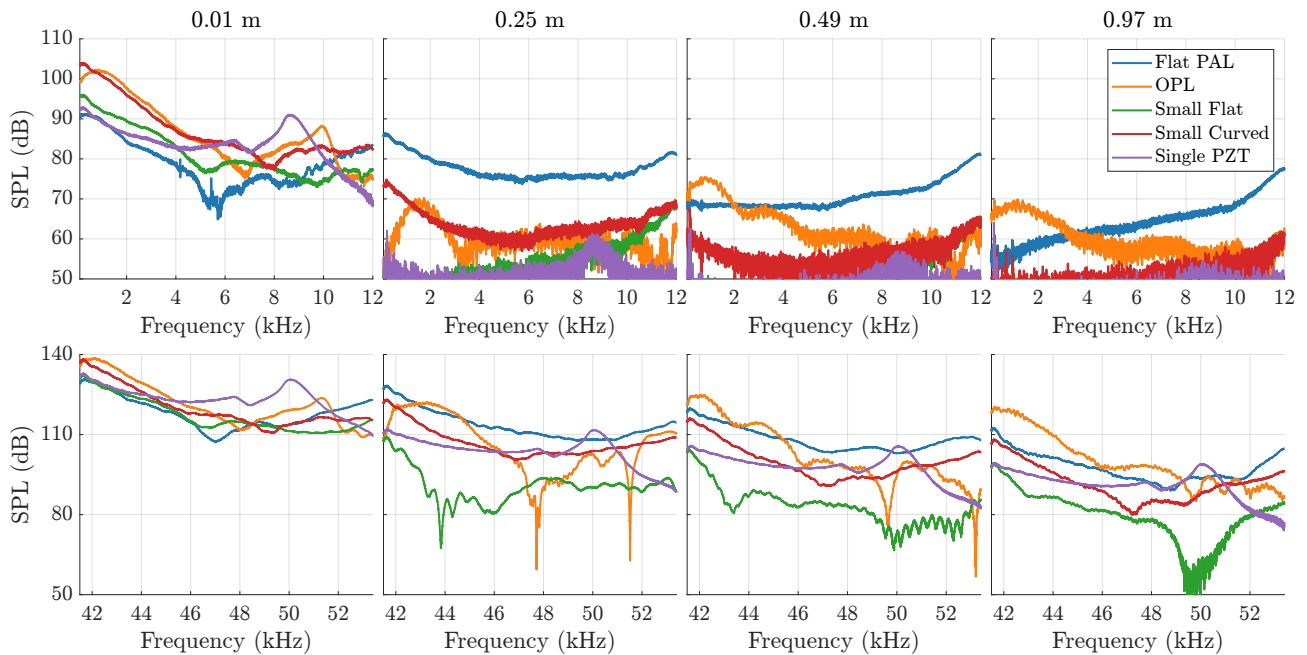 0.01 m 0.25 m 0.49 m 0.97 m
110
100
90
80
70
60
50
SPL (dB)
2 4 6 8 10 12
2 4 6 8 10 12
2 4 6 8 10 12
2 4 6 8 10 12
Frequency (kHz) Frequency (kHz) Frequency (kHz) Frequency (kHz)
Flat PAL
OPL
Small Flat
Small Curved
Single PZT
140
110
80
50
SPL (dB)
42 44 46 48 50 52
42 44 46 48 50 52
42 44 46 48 50 52
42 44 46 48 50 52
Frequency (kHz) Frequency (kHz) Frequency (kHz) Frequency (kHz)